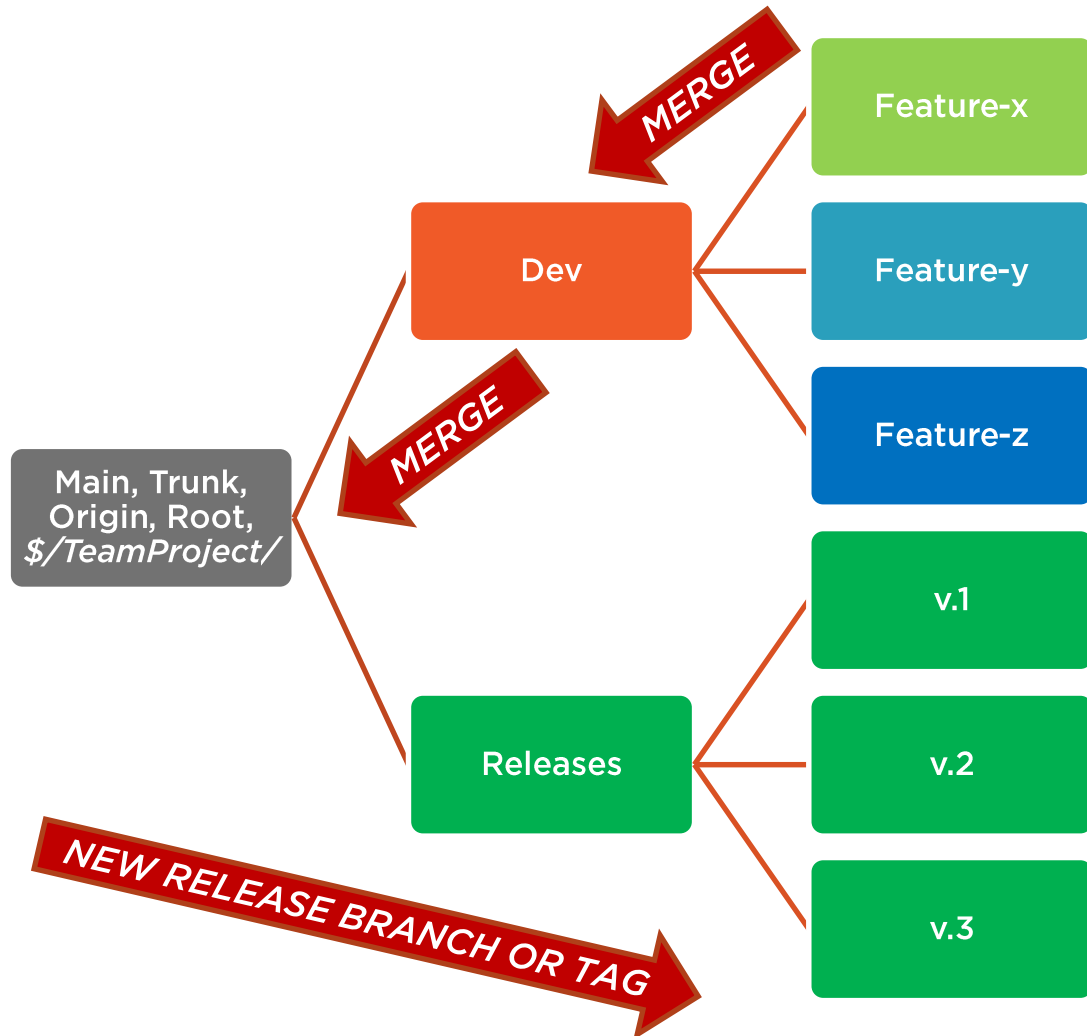 MERGE
Feature-x
Dev
Feature-y
MERGE
Feature-z
Main, Trunk,
Origin, Root,
$/TeamProject/
v.1
Releases
v.2
NEW RELEASE BRANCH OR TAG
v.3